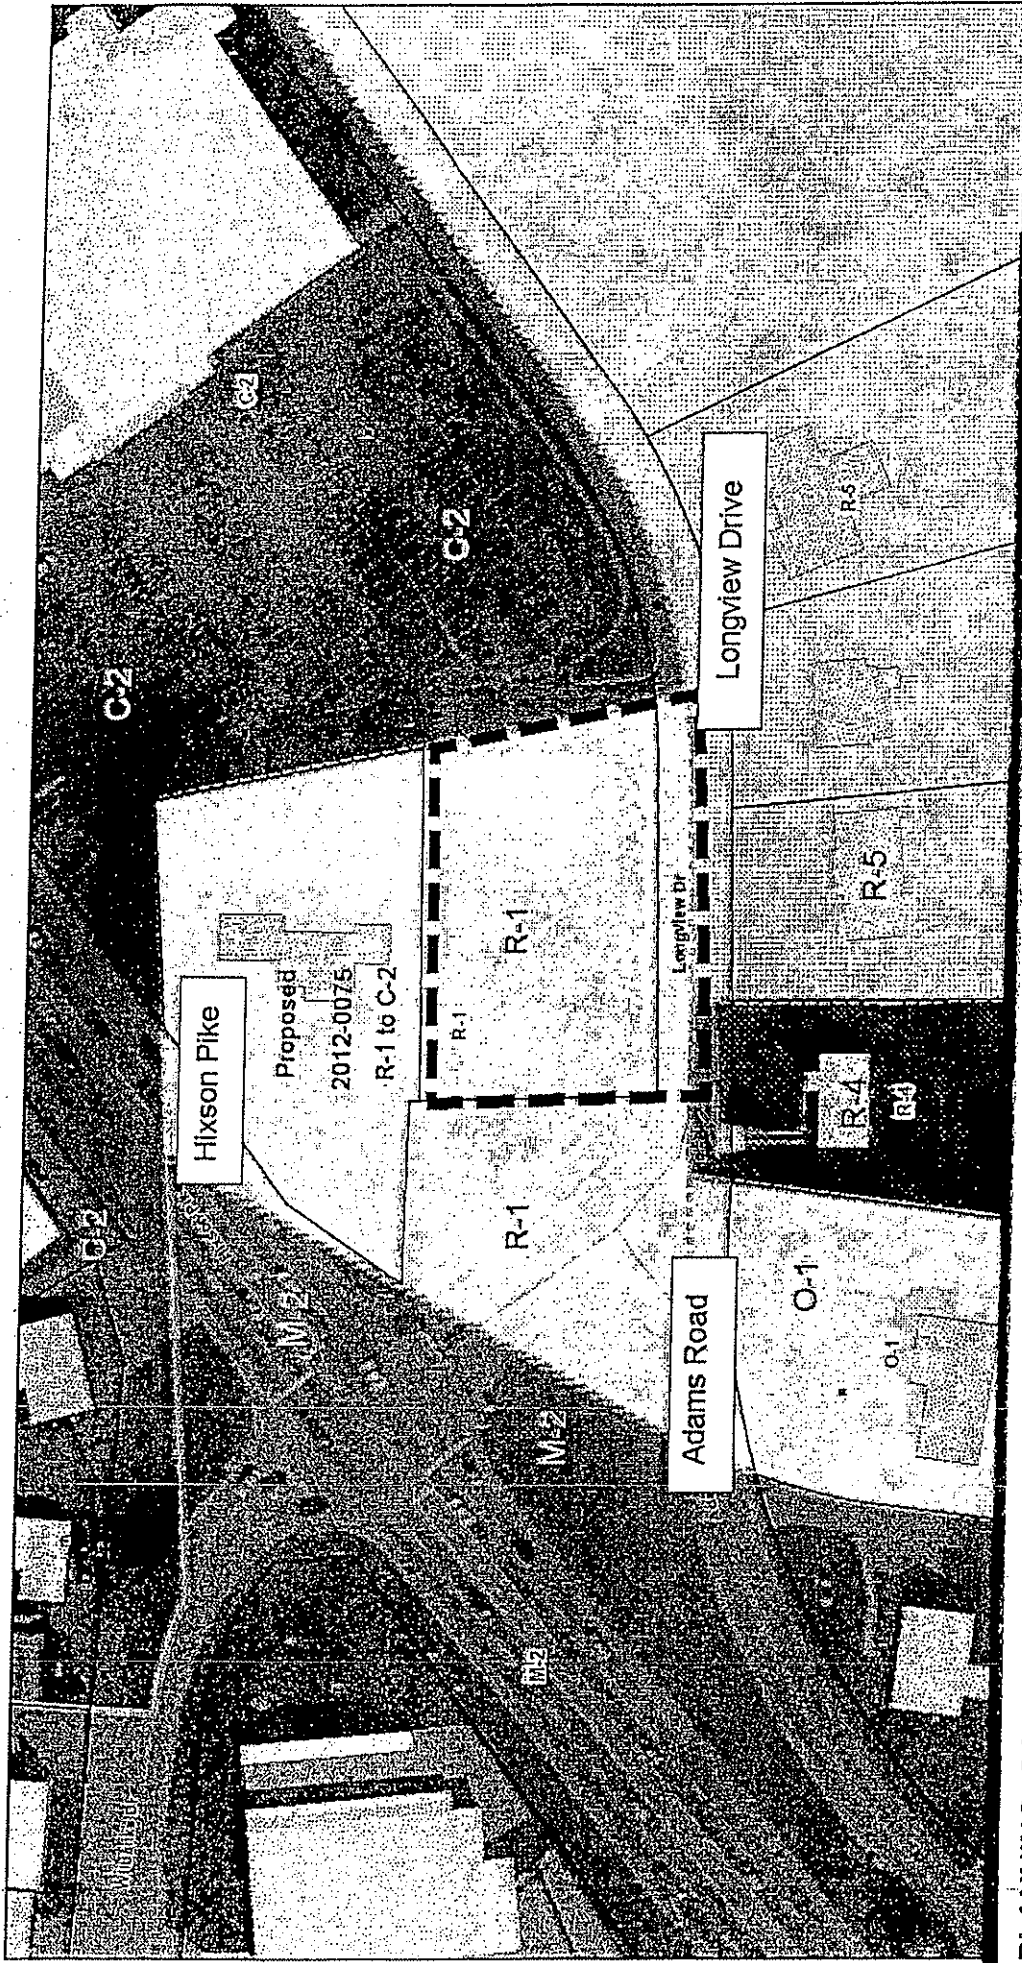 C-2
C-2
C-2
C-2
Hixson Pike
Proposed
2012-0075
R-1 to C-2
M-2
M-2
M-2
R-1
R-1
R-1
Longview Dr
Longview Drive
Adams Road
R-5
R-5
R-4
R-4
O-1
O-1